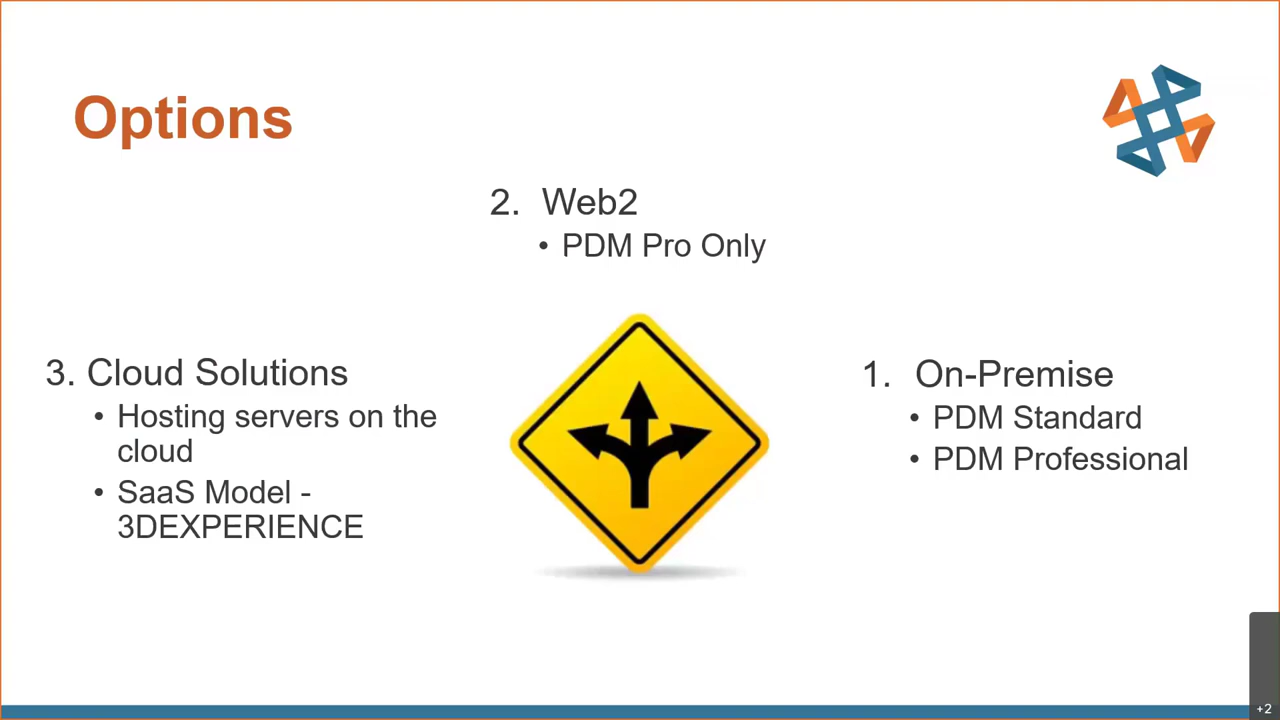 Options
2. Web2
• PDM Pro Only
3. Cloud Solutions
• Hosting servers on the
cloud
• SaaS Model -
3DEXPERIENCE
1. On-Premise
• PDM Standard
• PDM Professional
+2